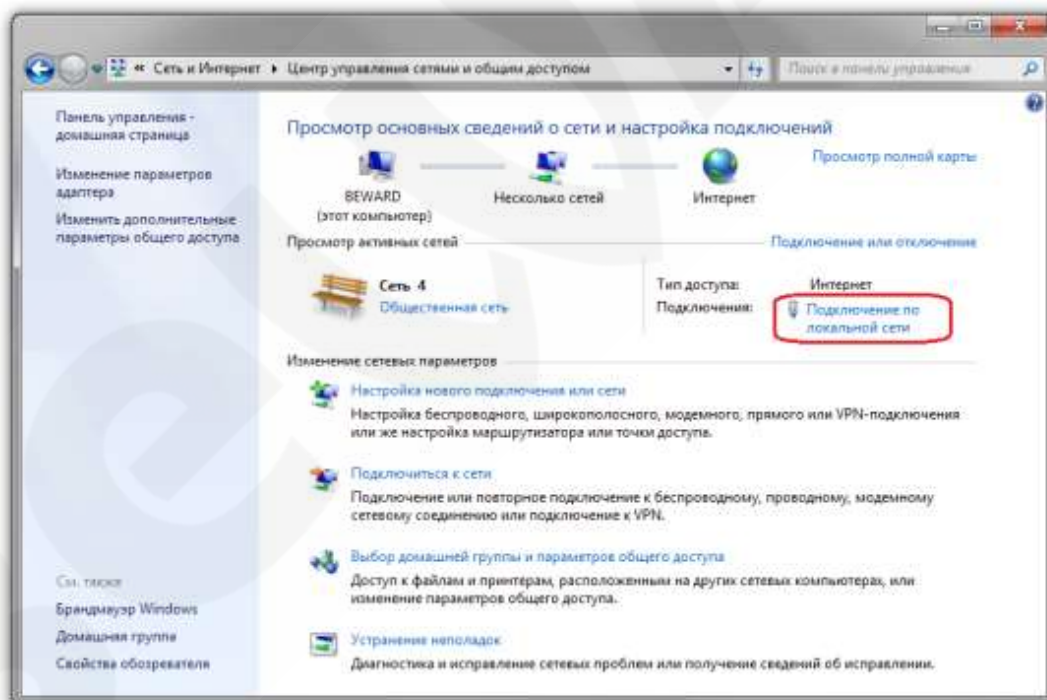 « Сеть и Интернет ▸ Центр управления сетями и общим доступом
Поиск в панели управления
Панель управления -
домашняя страница
Изменение параметров
адаптера
Изменить дополнительные
параметры общего доступа
Просмотр основных сведений о сети и настройка подключений
Просмотр полной карты
BEWARD
(этот компьютер)
Несколько сетей
Интернет
Просмотр активных сетей
Подключение или отключение
Сеть 4
Общественная сеть
Тип доступа:
Интернет
Подключения:
Подключение по
локальной сети
Изменение сетевых параметров
Настройка нового подключения или сети
Настройка беспроводного, широкополосного, модемного, прямого или VPN-подключения
или же настройка маршрутизатора или точки доступа.
Подключиться к сети
Подключение или повторное подключение к беспроводному, проводному, модемному
сетевому соединению или подключение к VPN.
Выбор домашней группы и параметров общего доступа
Доступ к файлам и принтерам, расположенным на других сетевых компьютерах, или
изменение параметров общего доступа.
Устранение неполадок
Диагностика и исправление сетевых проблем или получение сведений об исправлении.
См. также
Брандмауэр Windows
Домашняя группа
Свойства обозревателя